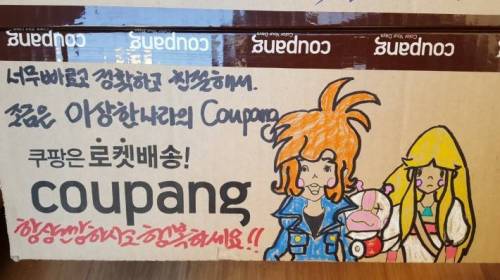 coupang coupang coupang coupang
너무 빠르고 정확하고 친절해서.
조금은 이상한 나라의 Coupang
쿠팡은 로켓배송!
coupang
항상 건강하시고 행복하세요!!